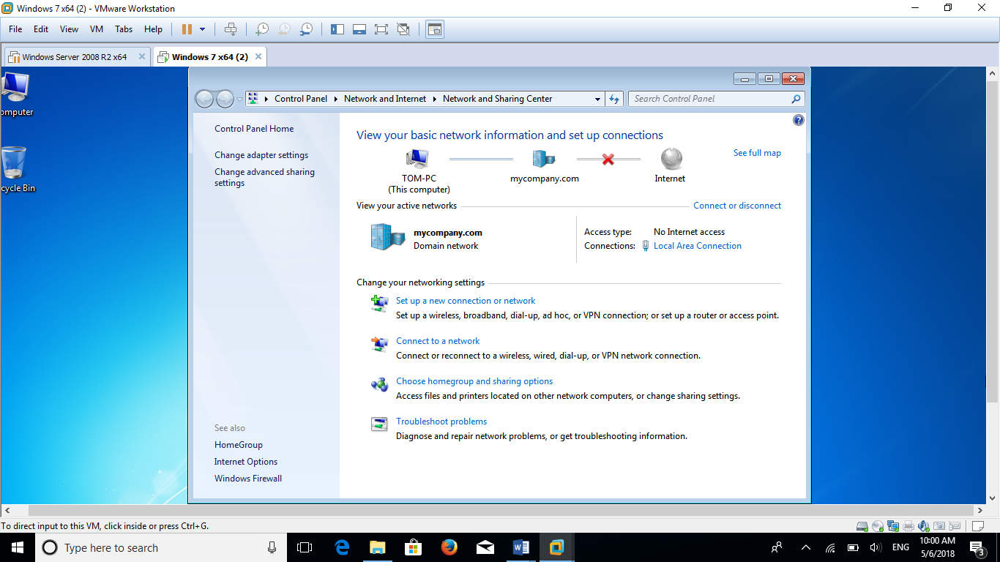 Windows 7 x64 (2) - VMware Workstation
File Edit View VM Tabs Help
Windows Server 2008 R2 x64
Windows 7 x64 (2)
Control Panel Network and Internet Network and Sharing Center
Search Control Panel
omputer
cycle Bin
Control Panel Home
Change adapter settings
Change advanced sharing
settings
See also
HomeGroup
Internet Options
Windows Firewall
View your basic network information and set up connections
See full map
TOM-PC
(This computer)
mycompany.com
Internet
View your active networks
Connect or disconnect
mycompany.com
Domain network
Access type: No Internet access
Connections: Local Area Connection
Change your networking settings
Set up a new connection or network
Set up a wireless, broadband, dial-up, ad hoc, or VPN connection; or set up a router or access point.
Connect to a network
Connect or reconnect to a wireless, wired, dial-up, or VPN network connection.
Choose homegroup and sharing options
Access files and printers located on other network computers, or change sharing settings.
Troubleshoot problems
Diagnose and repair network problems, or get troubleshooting information.
To direct input to this VM, click inside or press Ctrl+G.
Type here to search
ENG
10:00 AM
5/6/2018
3